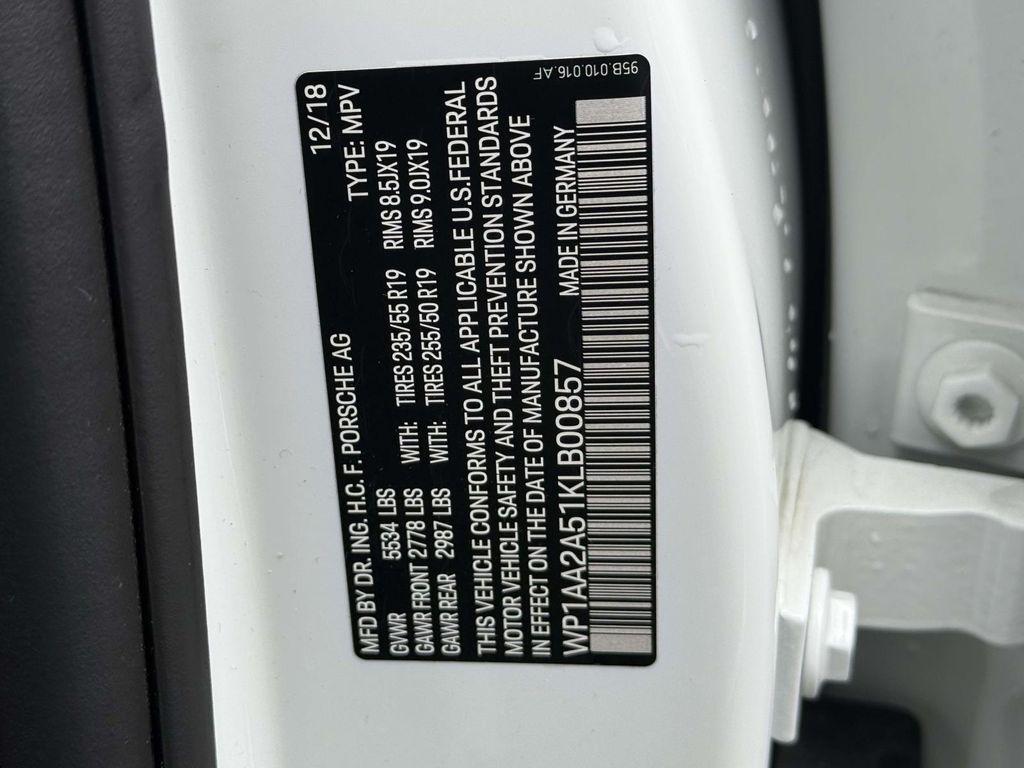 MFD BY DR. ING. H.C. F. PORSCHE AG 12/18
GVWR 5534 LBS TYPE: MPV
GAWR FRONT 2778 LBS WITH: TIRES 235/55 R19 RIMS 8.5JX19
GAWR REAR 2987 LBS WITH: TIRES 255/50 R19 RIMS 9.0JX19
THIS VEHICLE CONFORMS TO ALL APPLICABLE U.S.FEDERAL
MOTOR VEHICLE SAFETY AND THEFT PREVENTION STANDARDS
IN EFFECT ON THE DATE OF MANUFACTURE SHOWN ABOVE
WP1AA2A51KLB00857 MADE IN GERMANY
95B.010.016.AF